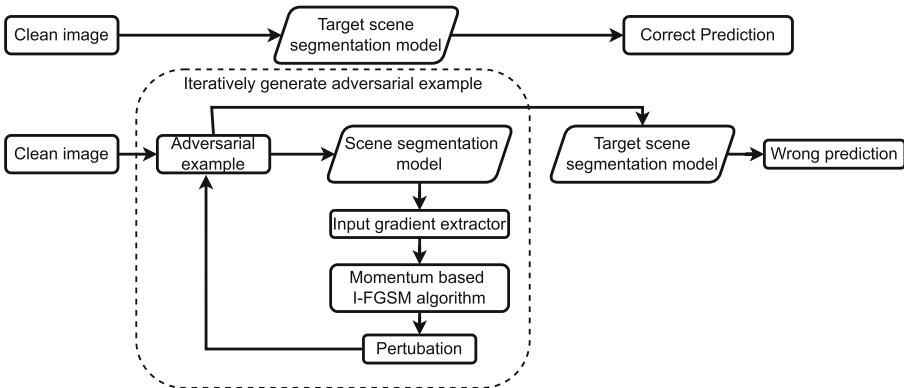 Clean image
Target scene
segmentation model
Correct Prediction
Iteratively generate adversarial example
Clean image
Adversarial
example
Scene segmentation
model
Target scene
segmentation model
Wrong prediction
Input gradient extractor
Momentum based
I-FGSM algorithm
Pertubation